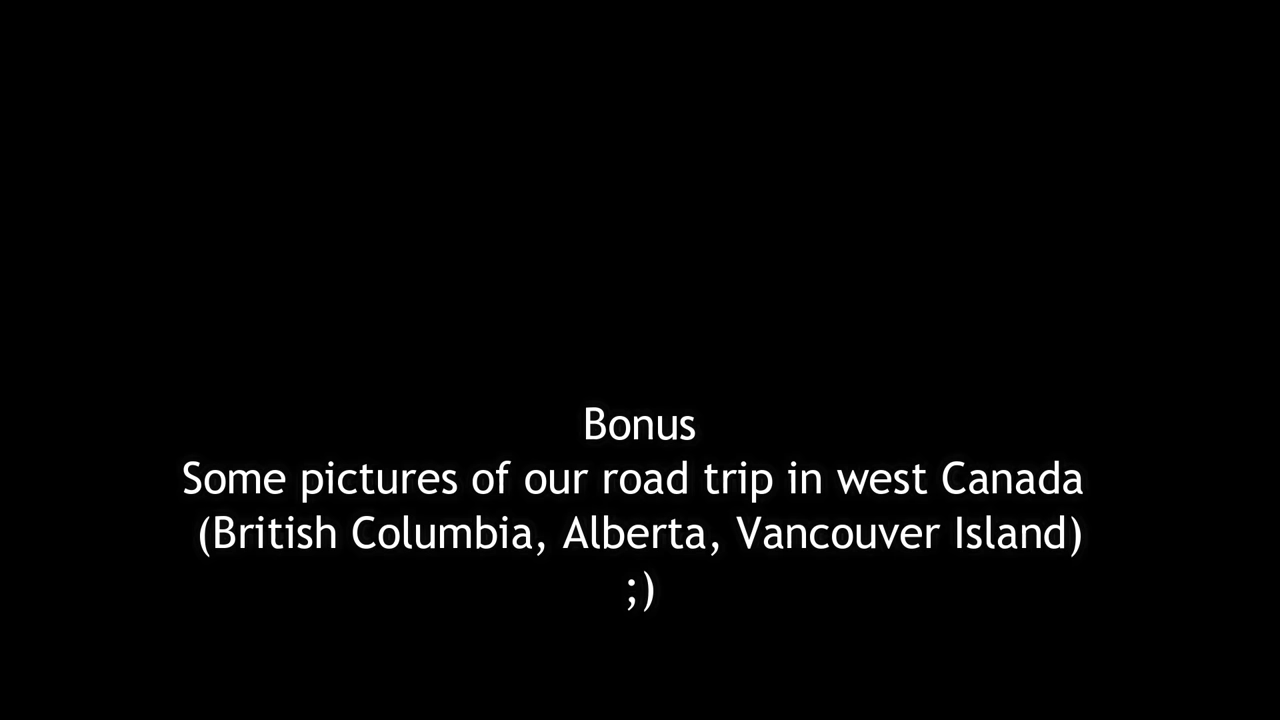 Bonus
Some pictures of our road trip in west Canada
(British Columbia, Alberta, Vancouver Island)
;)